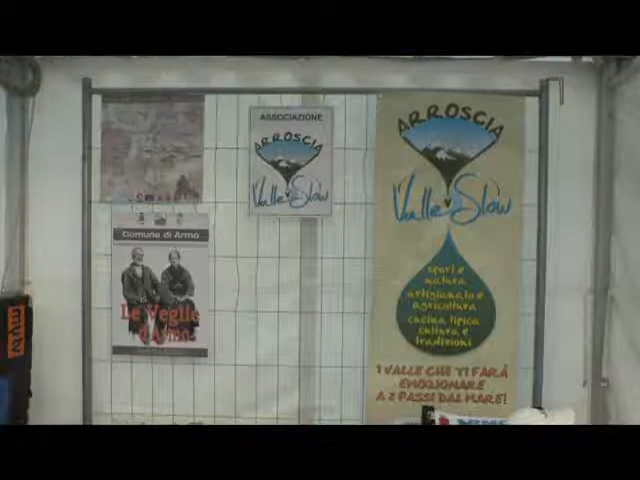 ASSOCIAZIONE
ARROSCIA
Valle Slow
Comune di Armo
Le Veglie
d'Armo
ARROSCIA
Valle Slow
sport e
natura
artigianato e
agricoltura
cucina tipica
cultura e
tradizioni
1 VALLE CHE TI FARÀ
EMOZIONARE
A 2 PASSI DAL MARE!